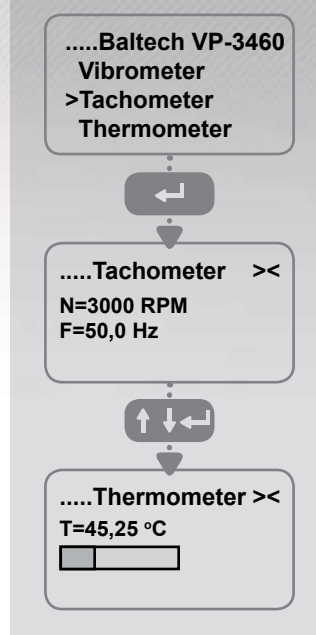 .....Baltech VP-3460
Vibrometer
>Tachometer
Thermometer
.....Tachometer ><
N=3000 RPM
F=50,0 Hz
.....Thermometer ><
T=45,25 °C